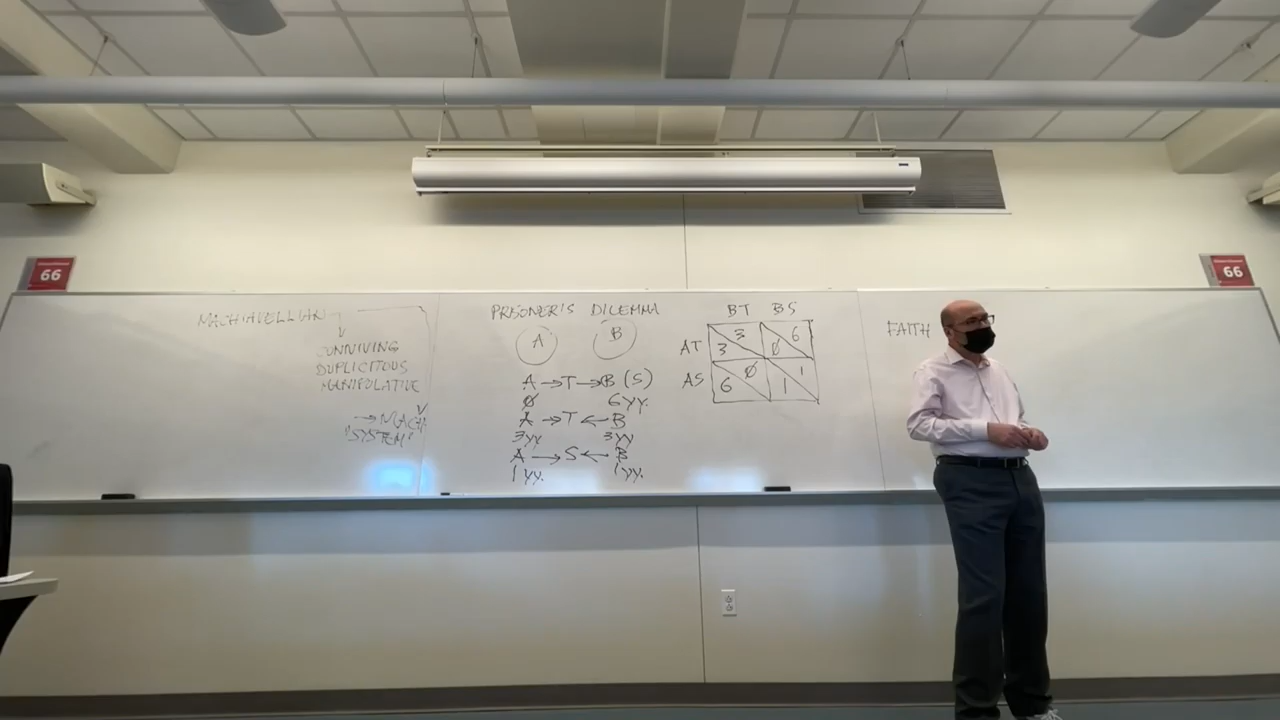 66
66
MACHIAVELLIAN
CONNIVING
DUPLICITOUS
MANIPULATIVE
→ MACH
"SYSTEM"
PRISONER'S DILEMMA
A B
A → T → B (S)
Ø 6 yy.
A → T ← B
3 yy 3 yy
A → S ← B
1 yy. 1 yy.
BT BS
AT 3 3 Ø 6
AS 6 Ø 1 1
FAITH